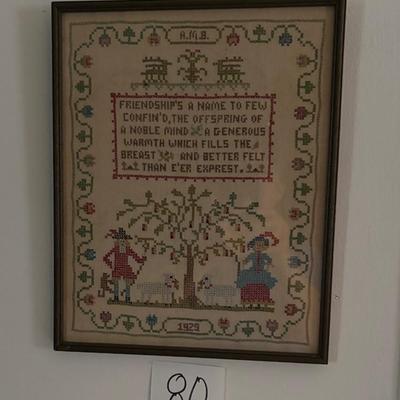 A.M.B.
FRIENDSHIP'S A NAME TO FEW
CONFIN'D, THE OFFSPRING OF
A NOBLE MIND A GENEROUS
WARMTH WHICH FILLS THE
BREAST AND BETTER FELT
THAN E'ER EXPREST.
1929
80